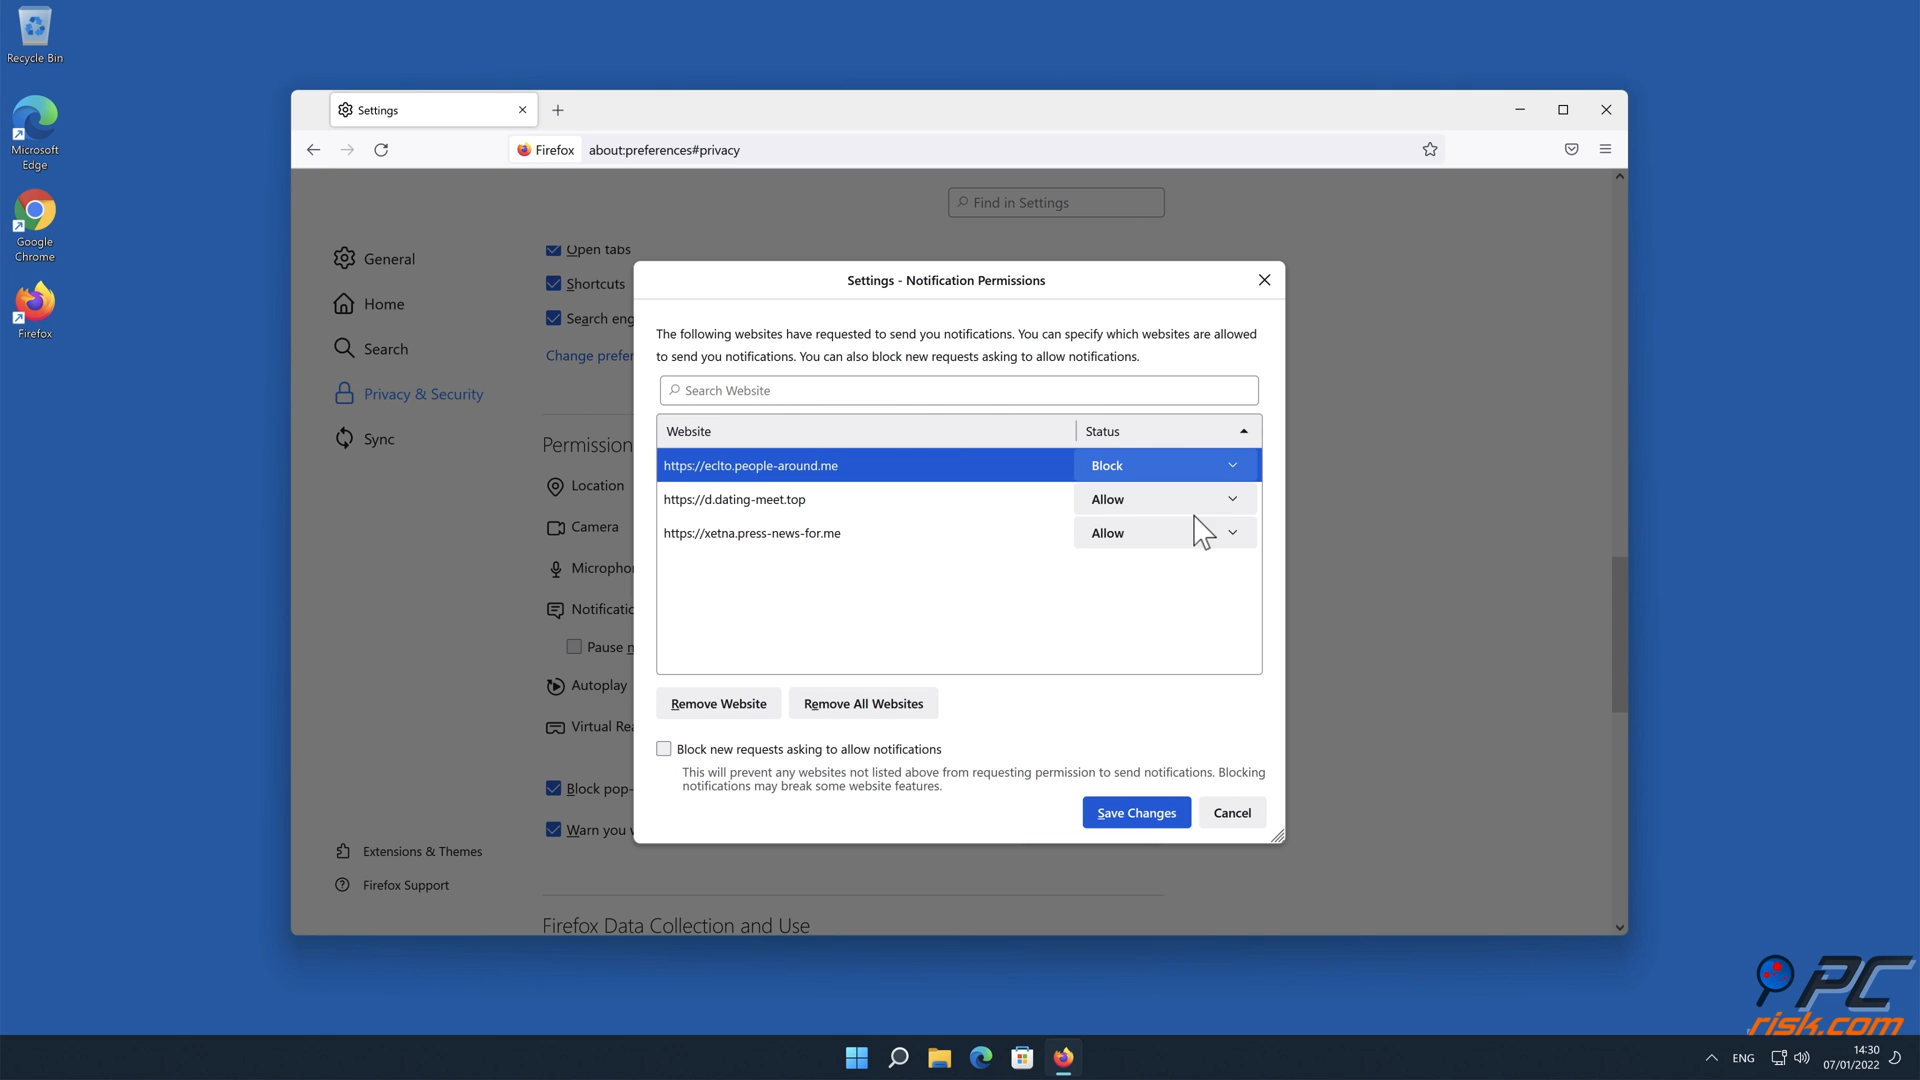 Recycle Bin
Microsoft
Edge
Google
Chrome
Firefox
Settings
Firefox
about:preferences#privacy
Find in Settings
General
Home
Search
Privacy & Security
Sync
Extensions & Themes
Firefox Support
Open tabs
Shortcuts
Search eng
Change prefer
Permission
Location
Camera
Microphon
Notificatio
Pause n
Autoplay
Virtual Rea
Block pop-
Warn you w
Firefox Data Collection and Use
Settings - Notification Permissions
The following websites have requested to send you notifications. You can specify which websites are allowed
to send you notifications. You can also block new requests asking to allow notifications.
Search Website
Website Status
https://eclto.people-around.me Block
https://d.dating-meet.top Allow
https://xetna.press-news-for.me Allow
Remove Website Remove All Websites
Block new requests asking to allow notifications
This will prevent any websites not listed above from requesting permission to send notifications. Blocking
notifications may break some website features.
Save Changes Cancel
PC
risk.com
ENG
14:30
07/01/2022